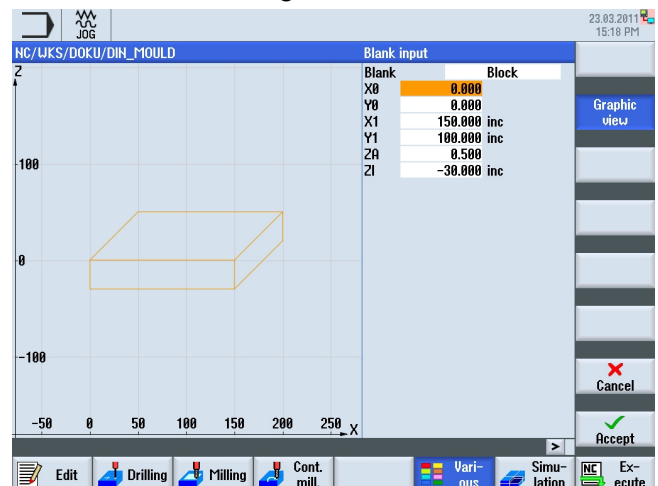 JOG
23.03.2011
15:18 PM
NC/WKS/DOKU/DIN_MOULD
Blank input
Z
Blank Block
X0 0.000
Y0 0.000
X1 150.000 inc
Y1 100.000 inc
ZA 0.500
ZI -30.000 inc
Graphic
view
100
0
-100
-50 0 50 100 150 200 250 X
Cancel
Accept
>
Edit
Drilling
Milling
Cont.
mill.
Vari-
ous
Simu-
lation
NC Ex-
ecute